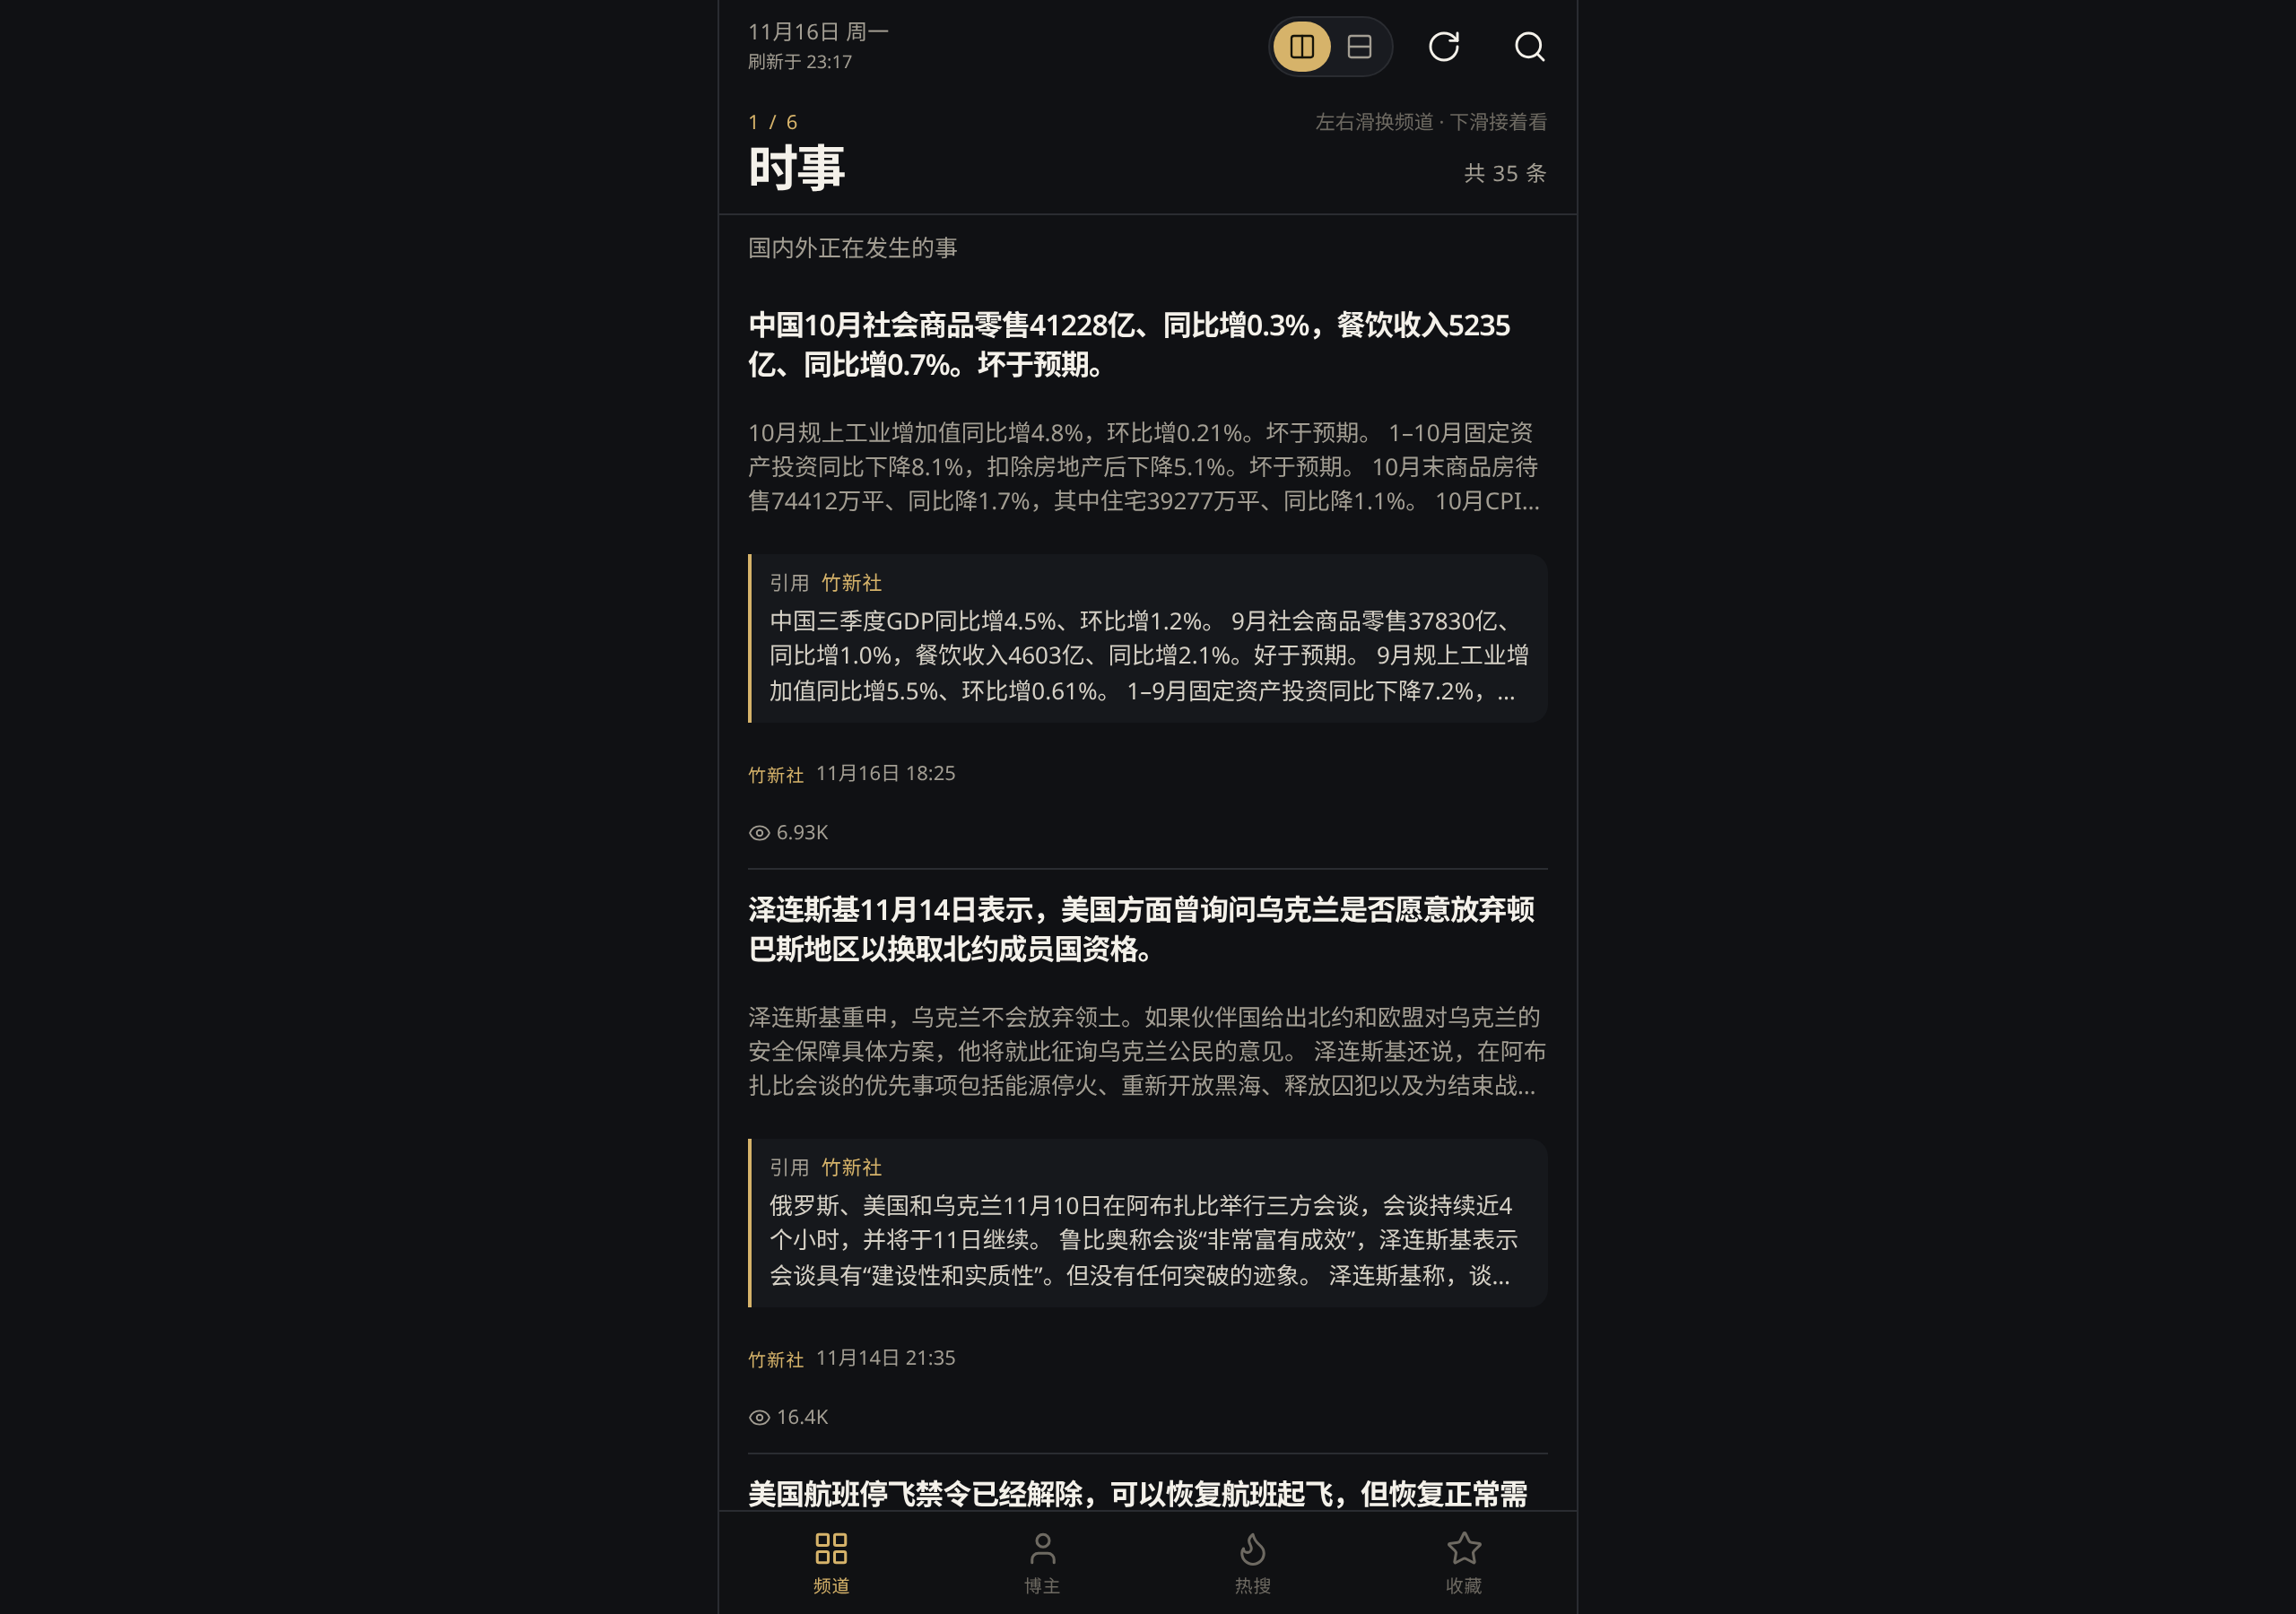 11月16日 周一
刷新于 23:17
1 / 6
左右滑换频道 · 下滑接着看
时事
共 35 条
国内外正在发生的事
中国10月社会商品零售41228亿、同比增0.3%，餐饮收入5235
亿、同比增0.7%。坏于预期。
10月规上工业增加值同比增4.8%，环比增0.21%。坏于预期。 1–10月固定资
产投资同比下降8.1%，扣除房地产后下降5.1%。坏于预期。 10月末商品房待
售74412万平、同比降1.7%，其中住宅39277万平、同比降1.1%。 10月CPI...
引用 竹新社
中国三季度GDP同比增4.5%、环比增1.2%。 9月社会商品零售37830亿、
同比增1.0%，餐饮收入4603亿、同比增2.1%。好于预期。 9月规上工业增
加值同比增5.5%、环比增0.61%。 1–9月固定资产投资同比下降7.2%，...
竹新社 11月16日 18:25
6.93K
泽连斯基11月14日表示，美国方面曾询问乌克兰是否愿意放弃顿
巴斯地区以换取北约成员国资格。
泽连斯基重申，乌克兰不会放弃领土。如果伙伴国给出北约和欧盟对乌克兰的
安全保障具体方案，他将就此征询乌克兰公民的意见。 泽连斯基还说，在阿布
扎比会谈的优先事项包括能源停火、重新开放黑海、释放囚犯以及为结束战...
引用 竹新社
俄罗斯、美国和乌克兰11月10日在阿布扎比举行三方会谈，会谈持续近4
个小时，并将于11日继续。 鲁比奥称会谈“非常富有成效”，泽连斯基表示
会谈具有“建设性和实质性”。但没有任何突破的迹象。 泽连斯基称，谈...
竹新社 11月14日 21:35
16.4K
美国航班停飞禁令已经解除，可以恢复航班起飞，但恢复正常需
频道
博主
热搜
收藏